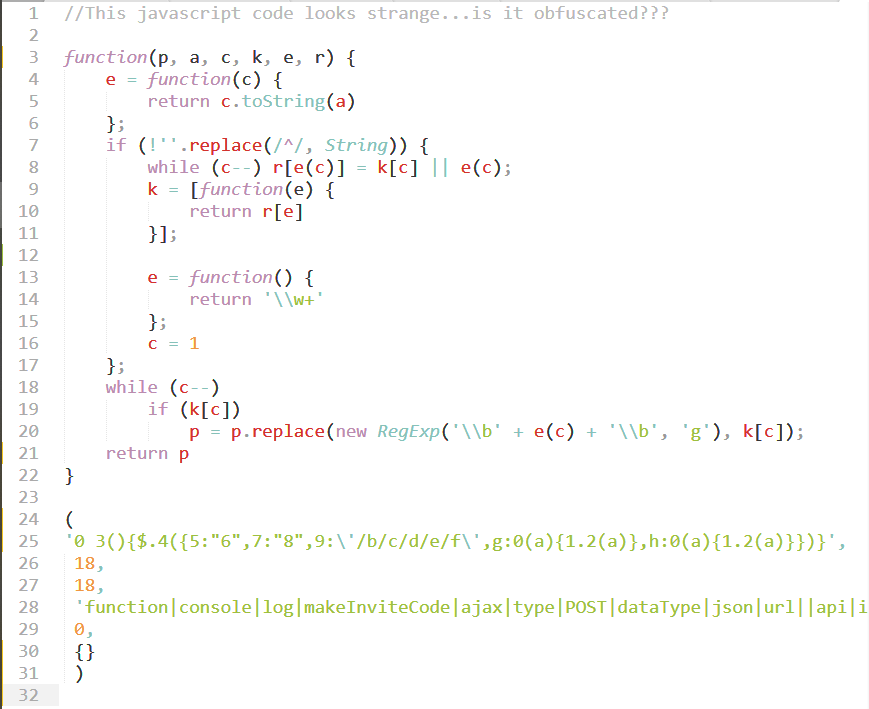 1 //This javascript code looks strange...is it obfuscated???
2
3 function(p, a, c, k, e, r) {
4 e = function(c) {
5 return c.toString(a)
6 };
7 if (!''.replace(/^/, String)) {
8 while (c--) r[e(c)] = k[c] || e(c);
9 k = [function(e) {
10 return r[e]
11 }];
12
13 e = function() {
14 return '\\w+'
15 };
16 c = 1
17 };
18 while (c--)
19 if (k[c])
20 p = p.replace(new RegExp('\\b' + e(c) + '\\b', 'g'), k[c]);
21 return p
22 }
23
24 (
25 '0 3(){$.4({5:"6",7:"8",9:\'/b/c/d/e/f\',g:0(a){1.2(a)},h:0(a){1.2(a)}})}',
26 18,
27 18,
28 'function|console|log|makeInviteCode|ajax|type|POST|dataType|json|url||api|i
29 0,
30 {}
31 )
32